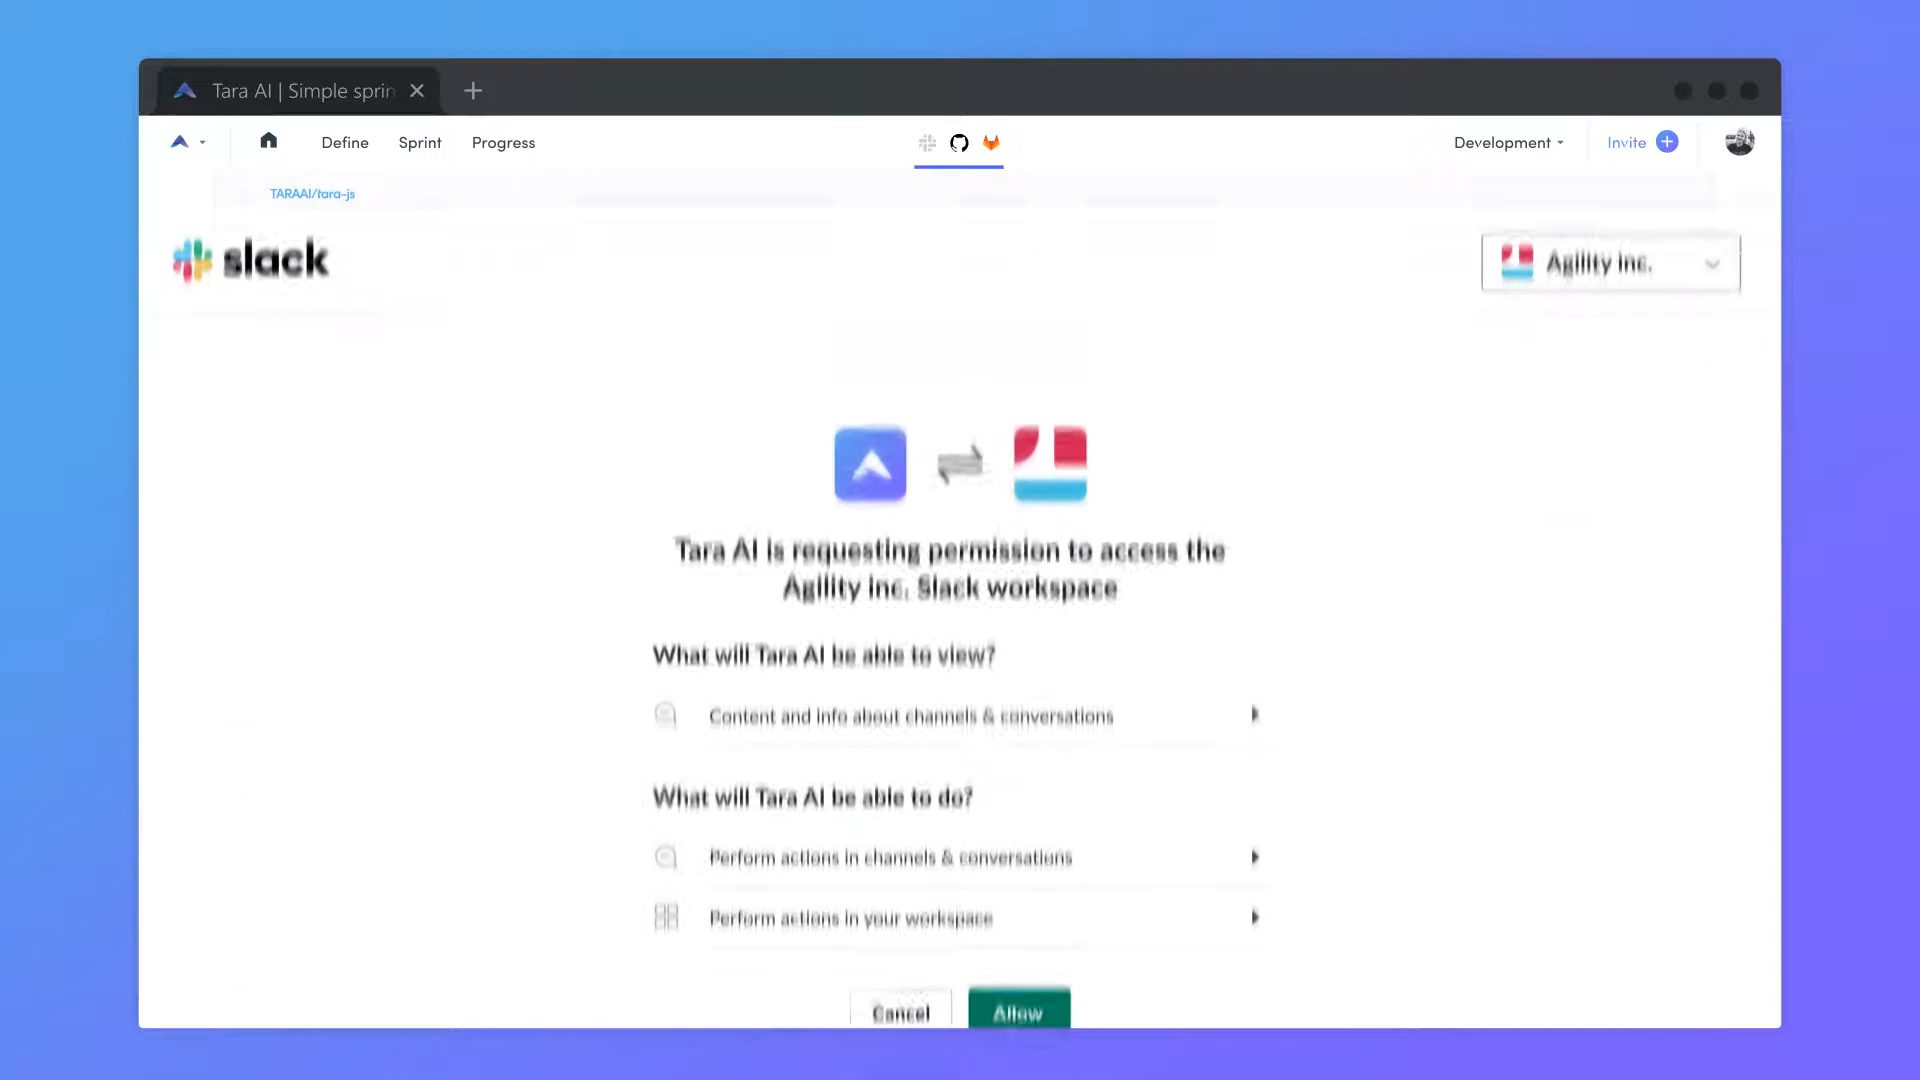 Tara AI | Simple sprin
Define
Sprint
Progress
Development
Invite
TARAAI/tara-js
slack
Agility Inc.
Tara AI is requesting permission to access the
Agility Inc. Slack workspace
What will Tara AI be able to view?
Content and info about channels & conversations
What will Tara AI be able to do?
Perform actions in channels & conversations
Perform actions in your workspace
Cancel
Allow